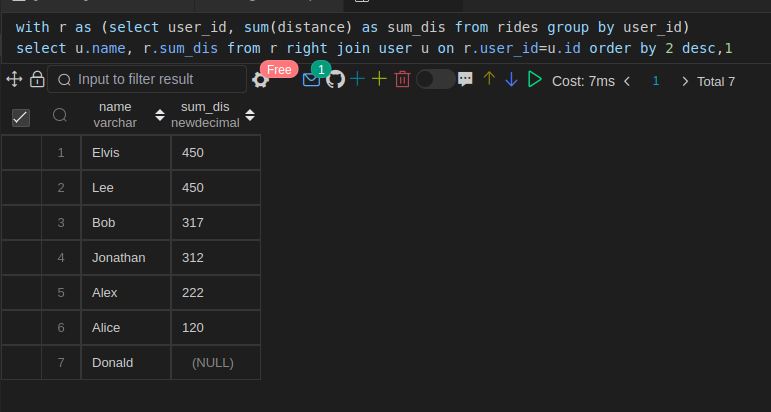 with r as (select user_id, sum(distance) as sum_dis from rides group by user_id)
select u.name, r.sum_dis from r right join user u on r.user_id=u.id order by 2 desc,1
Input to filter result Free 1 Cost: 7ms 1 Total 7
name sum_dis
varchar newdecimal
1 Elvis 450
2 Lee 450
3 Bob 317
4 Jonathan 312
5 Alex 222
6 Alice 120
7 Donald (NULL)